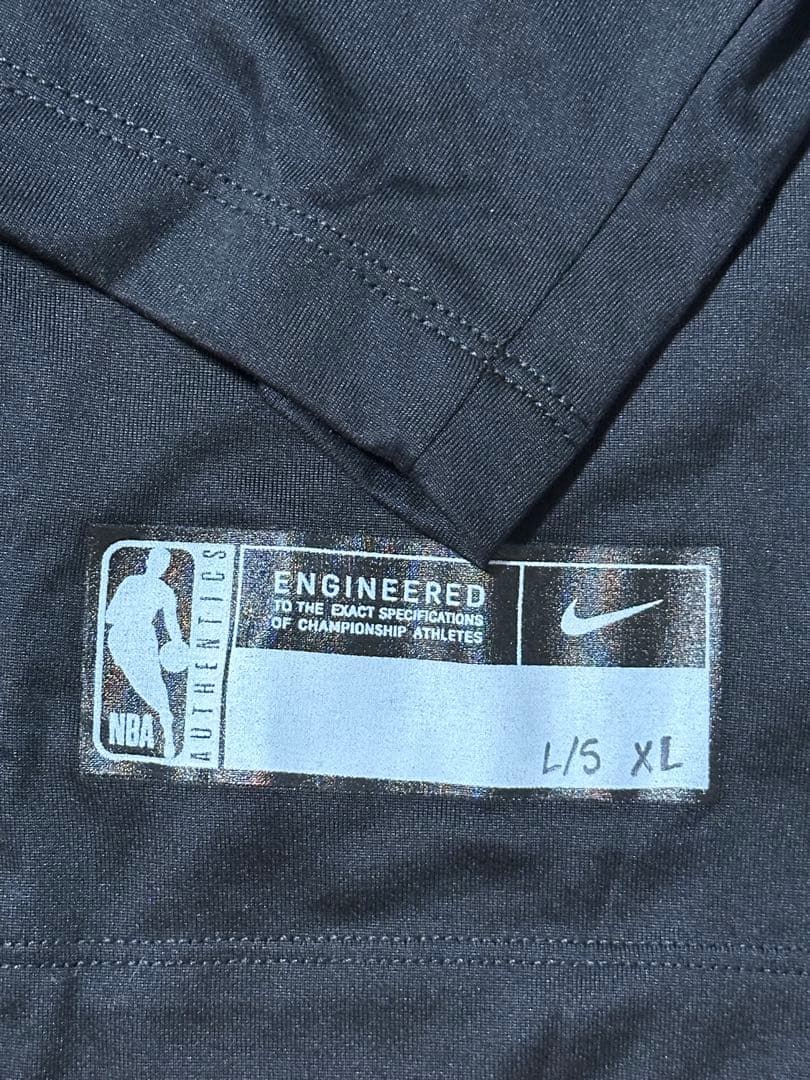 NBA
AUTHENTICS
ENGINEERED
TO THE EXACT SPECIFICATIONS
OF CHAMPIONSHIP ATHLETES
L/S XL